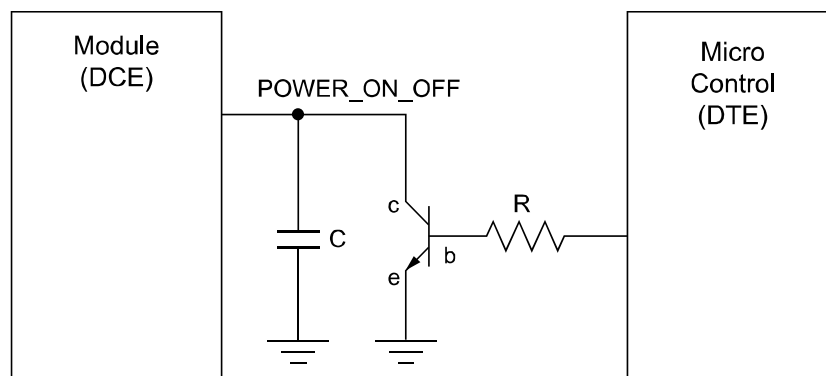 Module
(DCE)
POWER_ON_OFF
Micro
Control
(DTE)
c
R
C
b
e